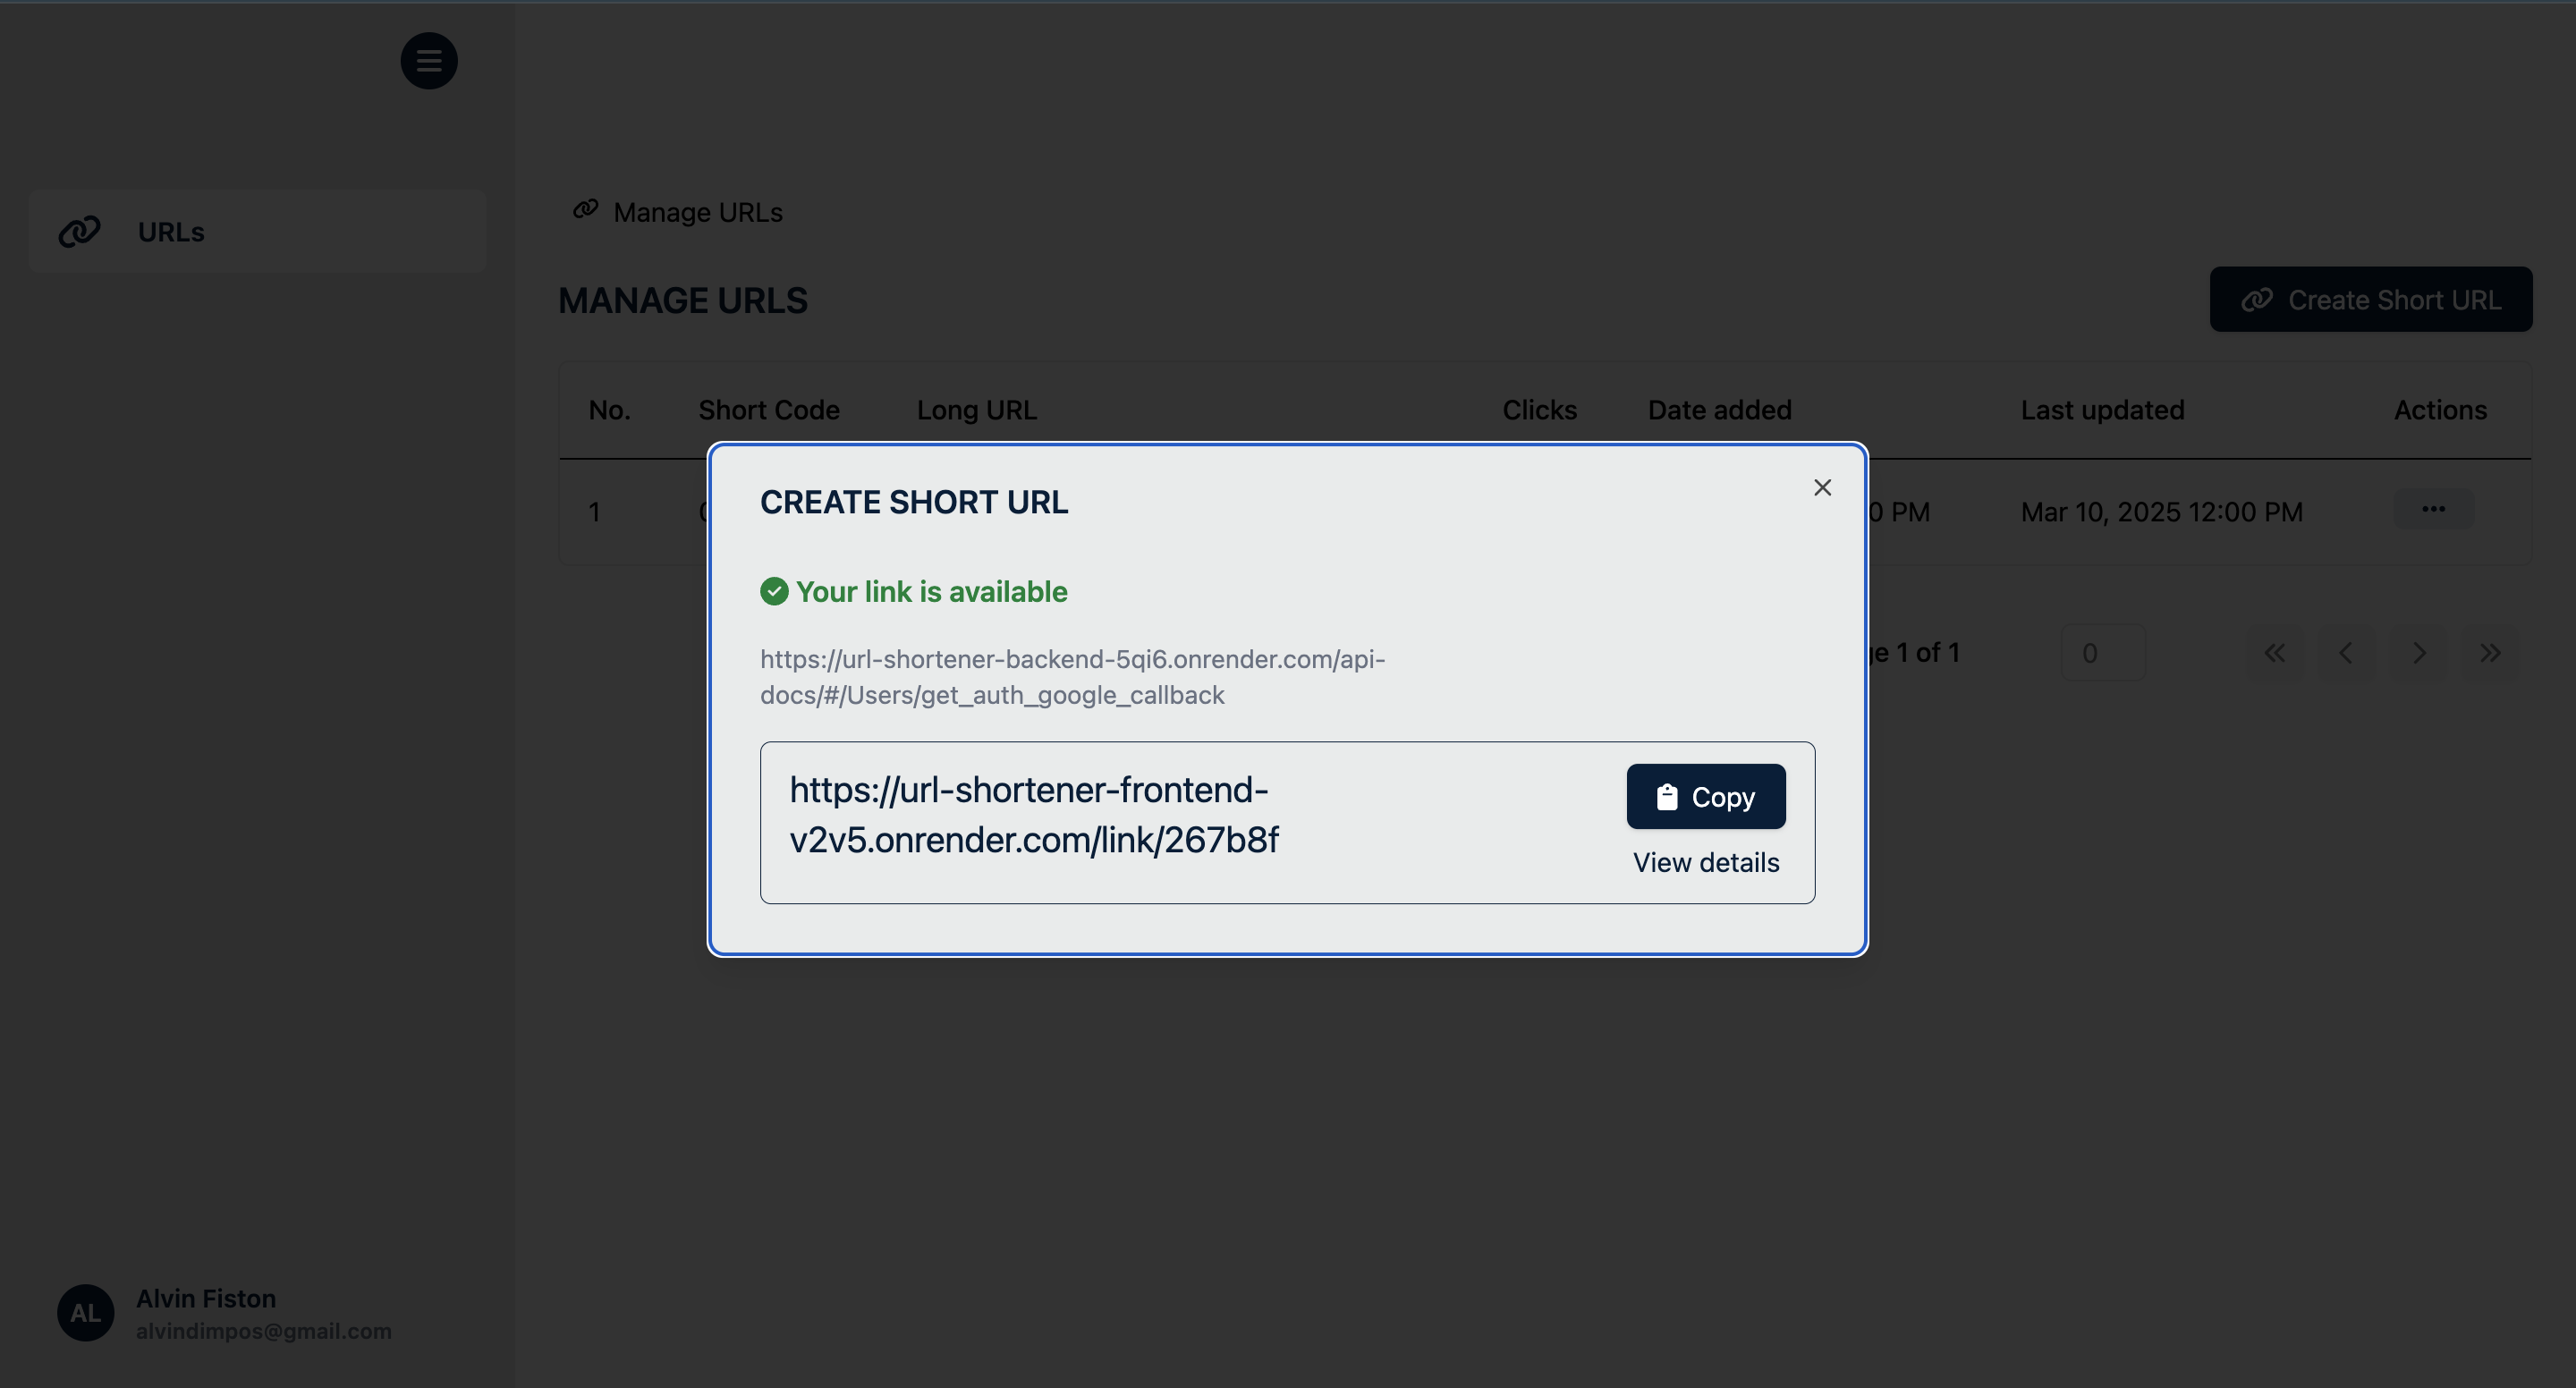 URLs
Manage URLs
MANAGE URLS
Create Short URL
No. Short Code Long URL Clicks Date added Last updated Actions
1 0 PM Mar 10, 2025 12:00 PM
CREATE SHORT URL
Your link is available
https://url-shortener-backend-5qi6.onrender.com/api-
docs/#/Users/get_auth_google_callback
https://url-shortener-frontend-
v2v5.onrender.com/link/267b8f
Copy
View details
1 of 1 0
AL
Alvin Fiston
alvindimpos@gmail.com